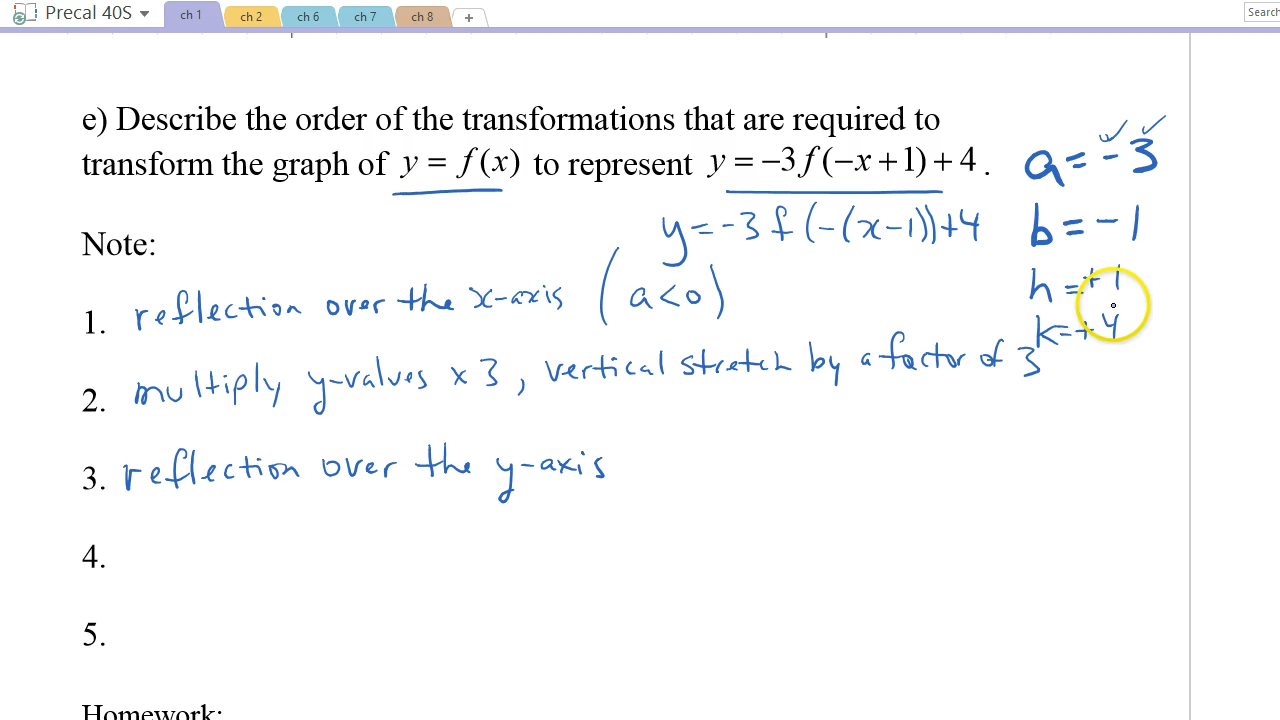 Precal 40S
ch 1
ch 2
ch 6
ch 7
ch 8
+
Search
e) Describe the order of the transformations that are required to
transform the graph of y = f(x) to represent y = −3f(−x+1)+4.
a = -3
y = -3 f (-(x-1))+4
b = -1
Note:
h = +1
1. reflection over the x-axis (a<0)
k = +4
2. multiply y-values x 3, vertical stretch by a factor of 3
3. reflection over the y-axis
4.
5.
Homework: